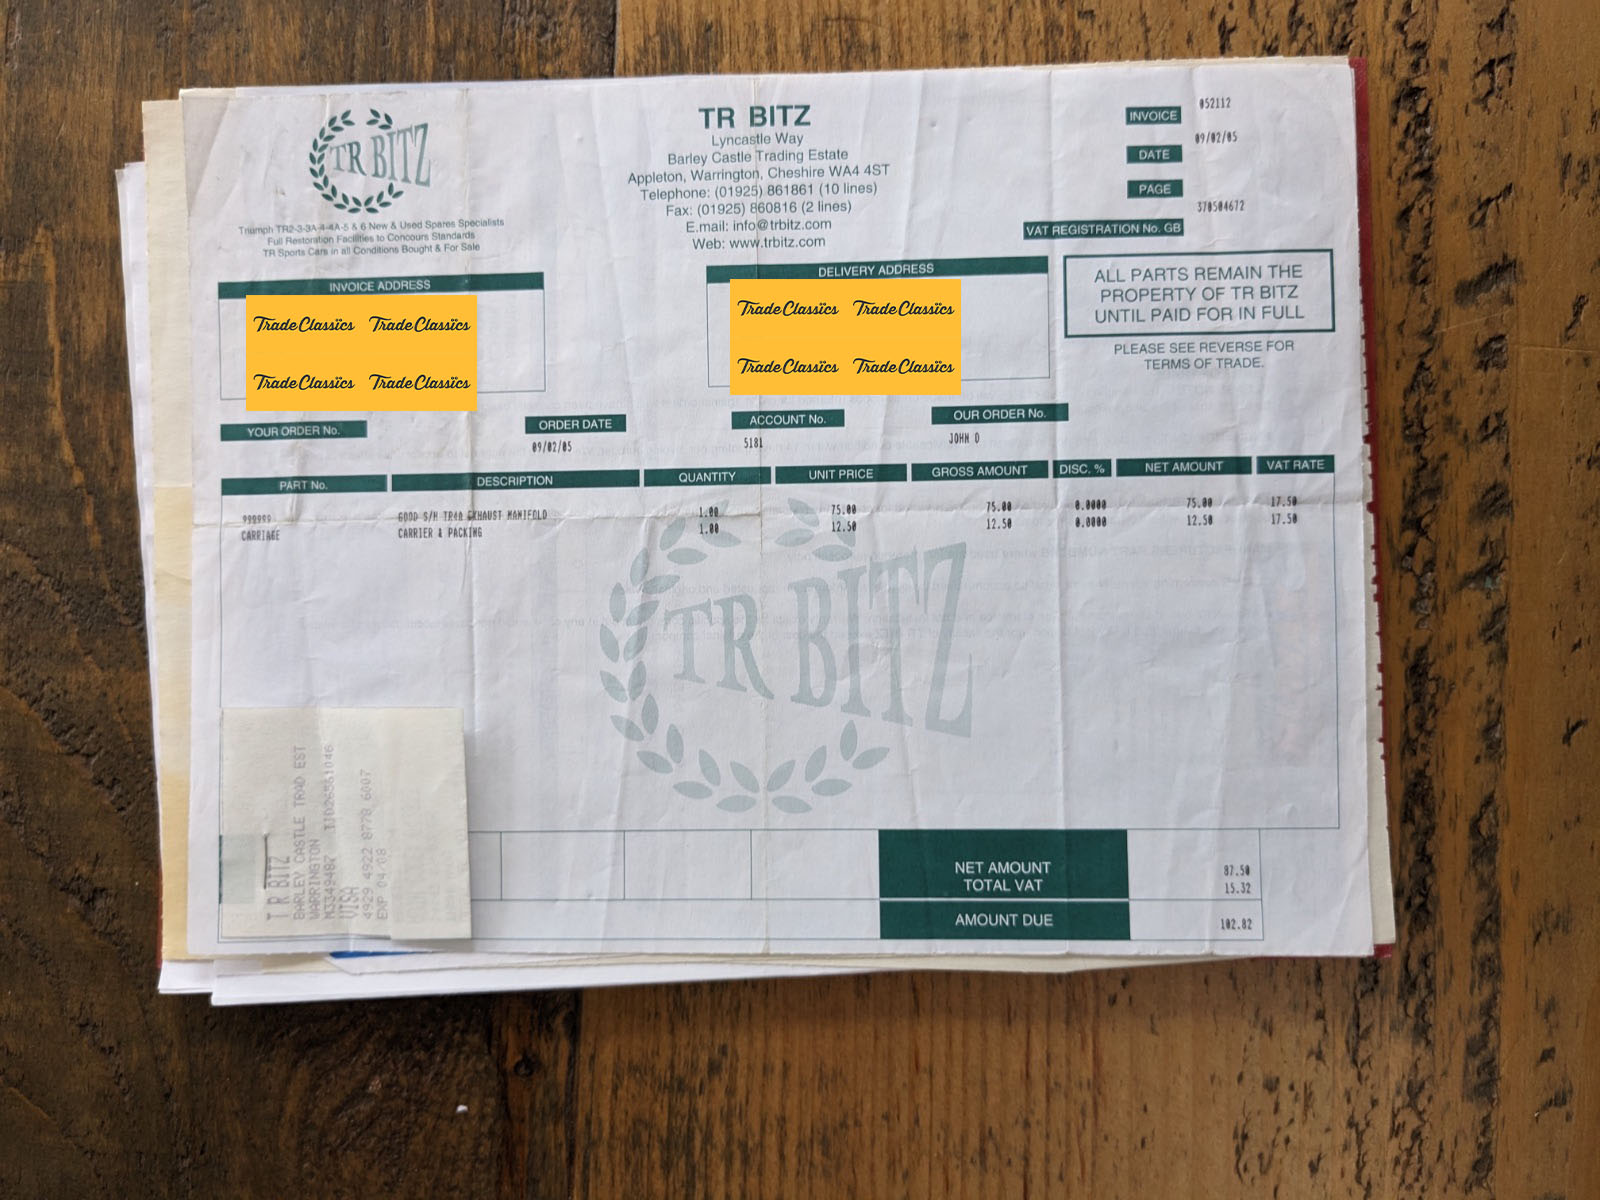 TR BITZ
TR BITZ
Lyncastle Way
Barley Castle Trading Estate
Appleton, Warrington, Cheshire WA4 4ST
Telephone: (01925) 861861 (10 lines)
Fax: (01925) 860816 (2 lines)
E.mail: info@trbitz.com
Web: www.trbitz.com
Triumph TR2-3-3A-4-4A-5 & 6 New & Used Spares Specialists
Full Restoration Facilities to Concours Standards
TR Sports Cars in all Conditions Bought & For Sale
INVOICE 052112
DATE 09/02/05
PAGE
VAT REGISTRATION No. GB 378504672
INVOICE ADDRESS
TradeClassics TradeClassics
TradeClassics TradeClassics
DELIVERY ADDRESS
TradeClassics TradeClassics
TradeClassics TradeClassics
ALL PARTS REMAIN THE
PROPERTY OF TR BITZ
UNTIL PAID FOR IN FULL
PLEASE SEE REVERSE FOR
TERMS OF TRADE.
YOUR ORDER No. ORDER DATE ACCOUNT No. OUR ORDER No.
09/02/05 5181 JOHN D
PART No. DESCRIPTION QUANTITY UNIT PRICE GROSS AMOUNT DISC. % NET AMOUNT VAT RATE
999999 GOOD S/H TR4A EXHAUST MANIFOLD 1.00 75.00 75.00 0.0000 75.00 17.50
CARRIAGE CARRIER & PACKING 1.00 12.50 12.50 0.0000 12.50 17.50
TR BITZ
NET AMOUNT 87.50
TOTAL VAT 15.32
AMOUNT DUE 102.82
T R BITZ
BARLEY CASTLE TRAD EST
WARRINGTON
VISA
EXP 04/08